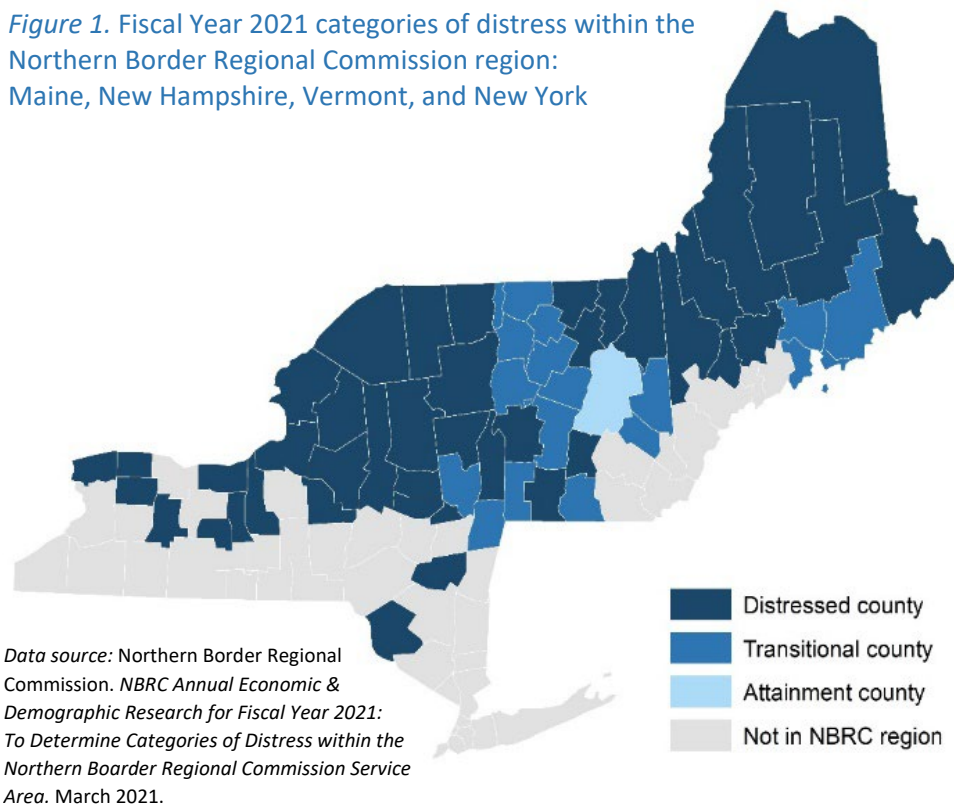 Figure 1. Fiscal Year 2021 categories of distress within the
Northern Border Regional Commission region:
Maine, New Hampshire, Vermont, and New York
Distressed county
Transitional county
Attainment county
Not in NBRC region
Data source: Northern Border Regional
Commission. NBRC Annual Economic &
Demographic Research for Fiscal Year 2021:
To Determine Categories of Distress within the
Northern Boarder Regional Commission Service
Area. March 2021.